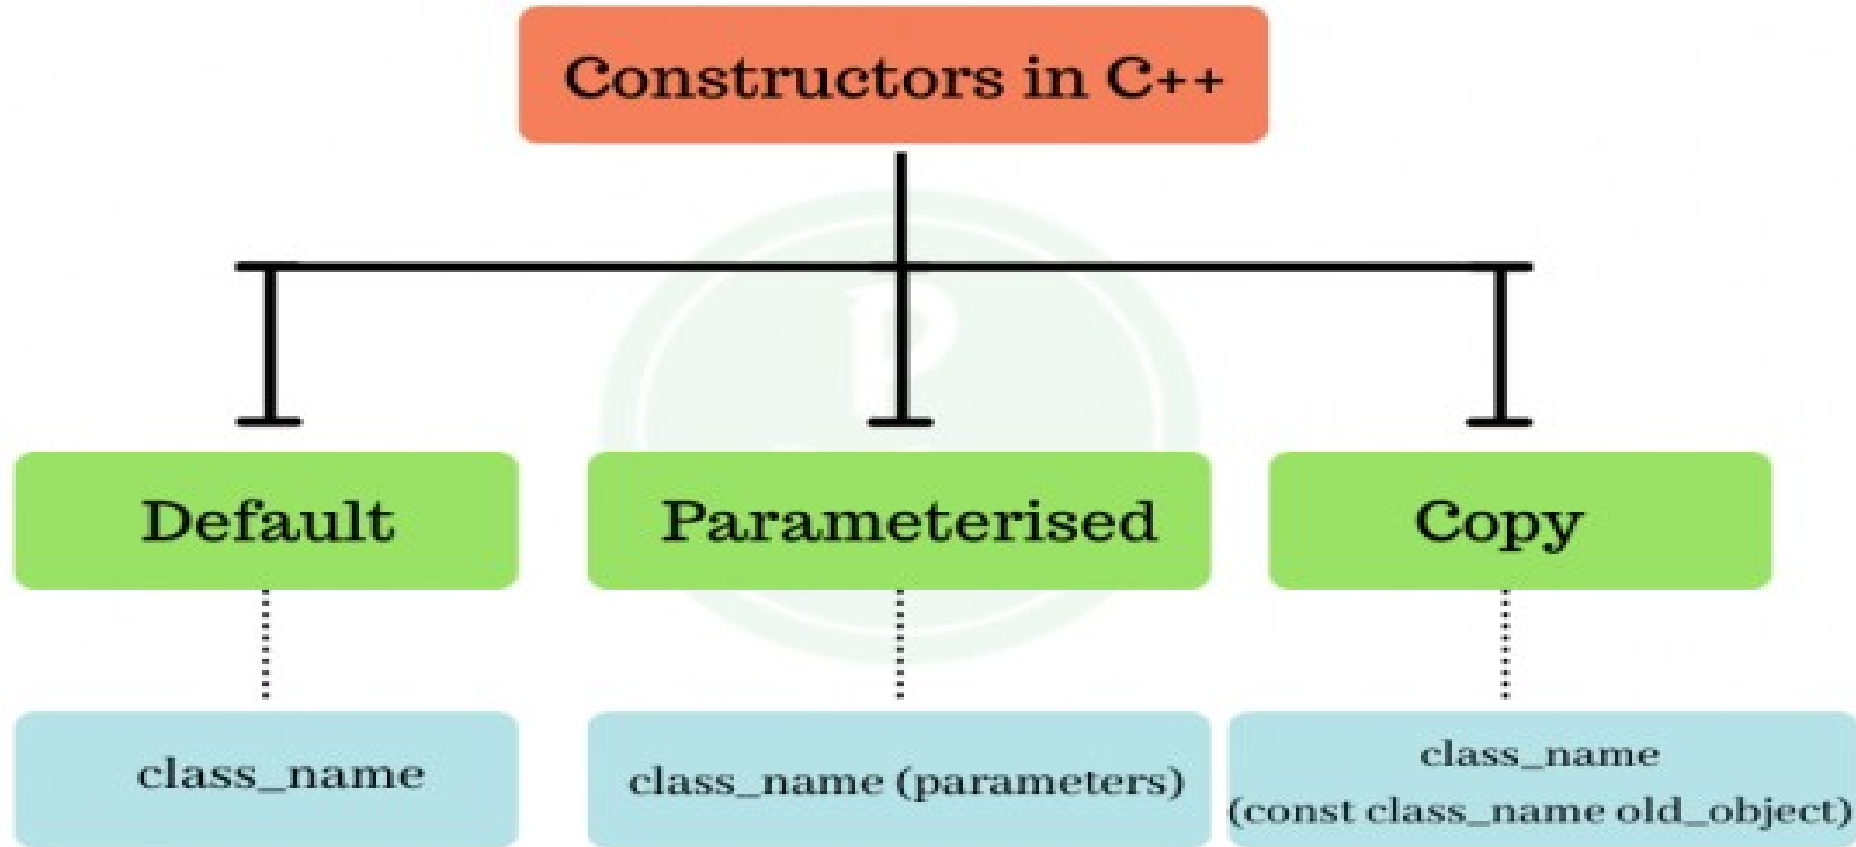 Constructors in C++
Default
Parameterised
Copy
class_name
class_name (parameters)
class_name
(const class_name old_object)